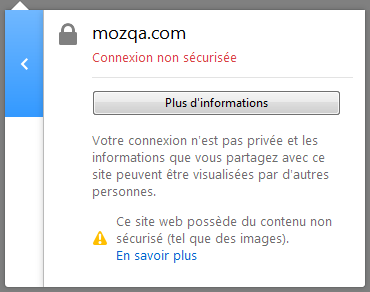 mozqa.com
Connexion non sécurisée
Plus d'informations
Votre connexion n'est pas privée et les
informations que vous partagez avec ce
site peuvent être visualisées par d'autres
personnes.
Ce site web possède du contenu non
sécurisé (tel que des images).
En savoir plus